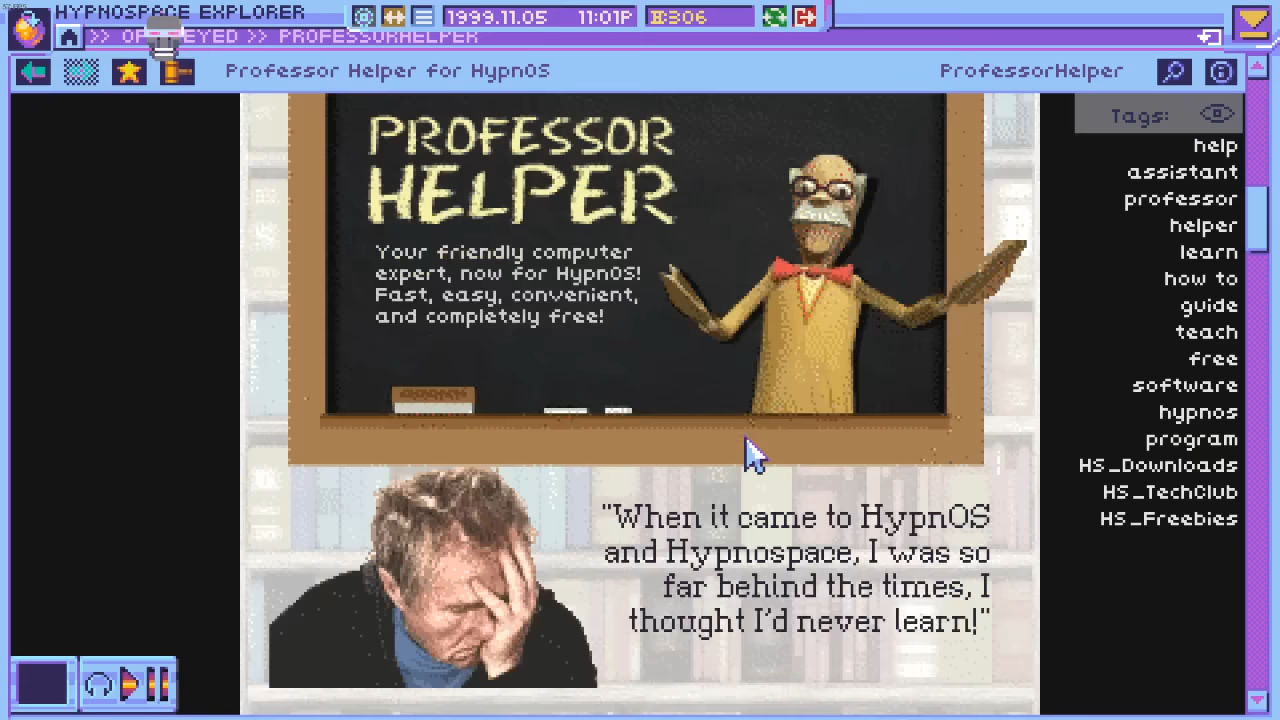 HYPNOSPACE EXPLORER
1999.11.05 11:01P
306
PROFESSORHELPER
Professor Helper for HypnOS
ProfessorHelper
PROFESSOR
HELPER
Your friendly computer
expert, now for HypnOS!
Fast, easy, convenient,
and completely free!
"When it came to HypnOS
and Hypnospace, I was so
far behind the times, I
thought I'd never learn!"
Tags:
help
assistant
professor
helper
learn
how to
guide
teach
free
software
hypnos
program
HS_Downloads
HS_TechClub
HS_Freebies